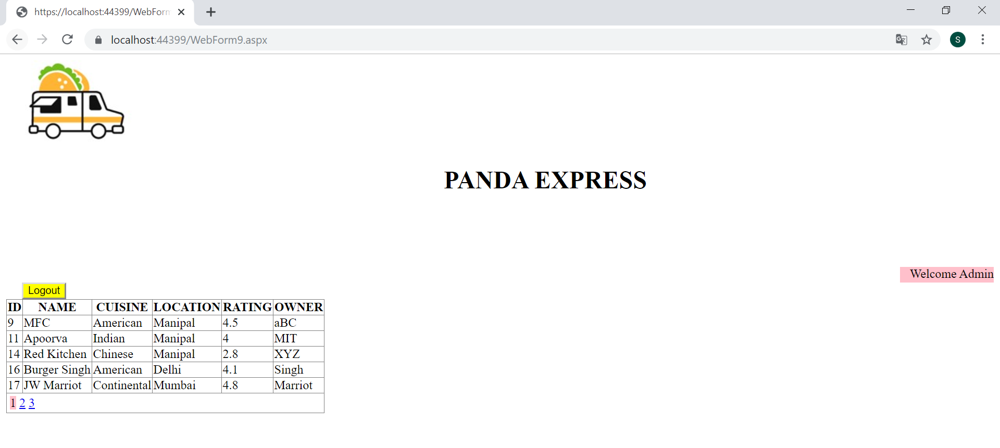 https://localhost:44399/WebForm
localhost:44399/WebForm9.aspx
S
PANDA EXPRESS
Welcome Admin
Logout
ID NAME CUISINE LOCATION RATING OWNER
9 MFC American Manipal 4.5 aBC
11 Apoorva Indian Manipal 4 MIT
14 Red Kitchen Chinese Manipal 2.8 XYZ
16 Burger Singh American Delhi 4.1 Singh
17 JW Marriot Continental Mumbai 4.8 Marriot
1 2 3